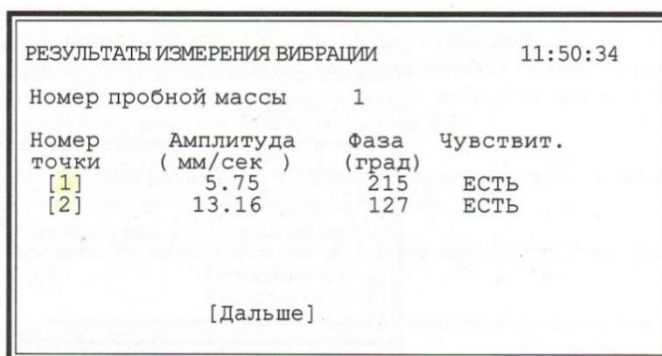 РЕЗУЛЬТАТЫ ИЗМЕРЕНИЯ ВИБРАЦИИ 11:50:34
Номер пробной массы 1
Номер Амплитуда Фаза Чувствит.
точки ( мм/сек ) (град)
[1] 5.75 215 ЕСТЬ
[2] 13.16 127 ЕСТЬ
[Дальше]